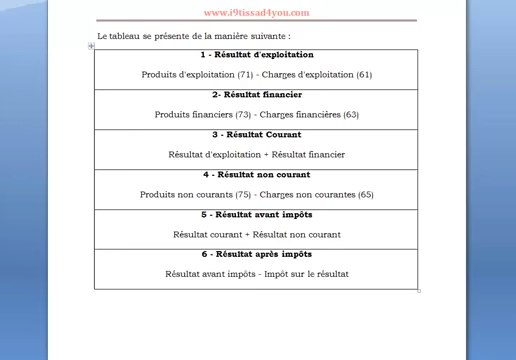 www.i9tissad4you.com
Le tableau se présente de la manière suivante :
1 - Résultat d'exploitation
Produits d'exploitation (71) - Charges d'exploitation (61)
2- Résultat financier
Produits financiers (73) - Charges financières (63)
3 - Résultat Courant
Résultat d'exploitation + Résultat financier
4 - Résultat non courant
Produits non courants (75) - Charges non courantes (65)
5 - Résultat avant impôts
Résultat courant + Résultat non courant
6 - Résultat après impôts
Résultat avant impôts - Impôt sur le résultat